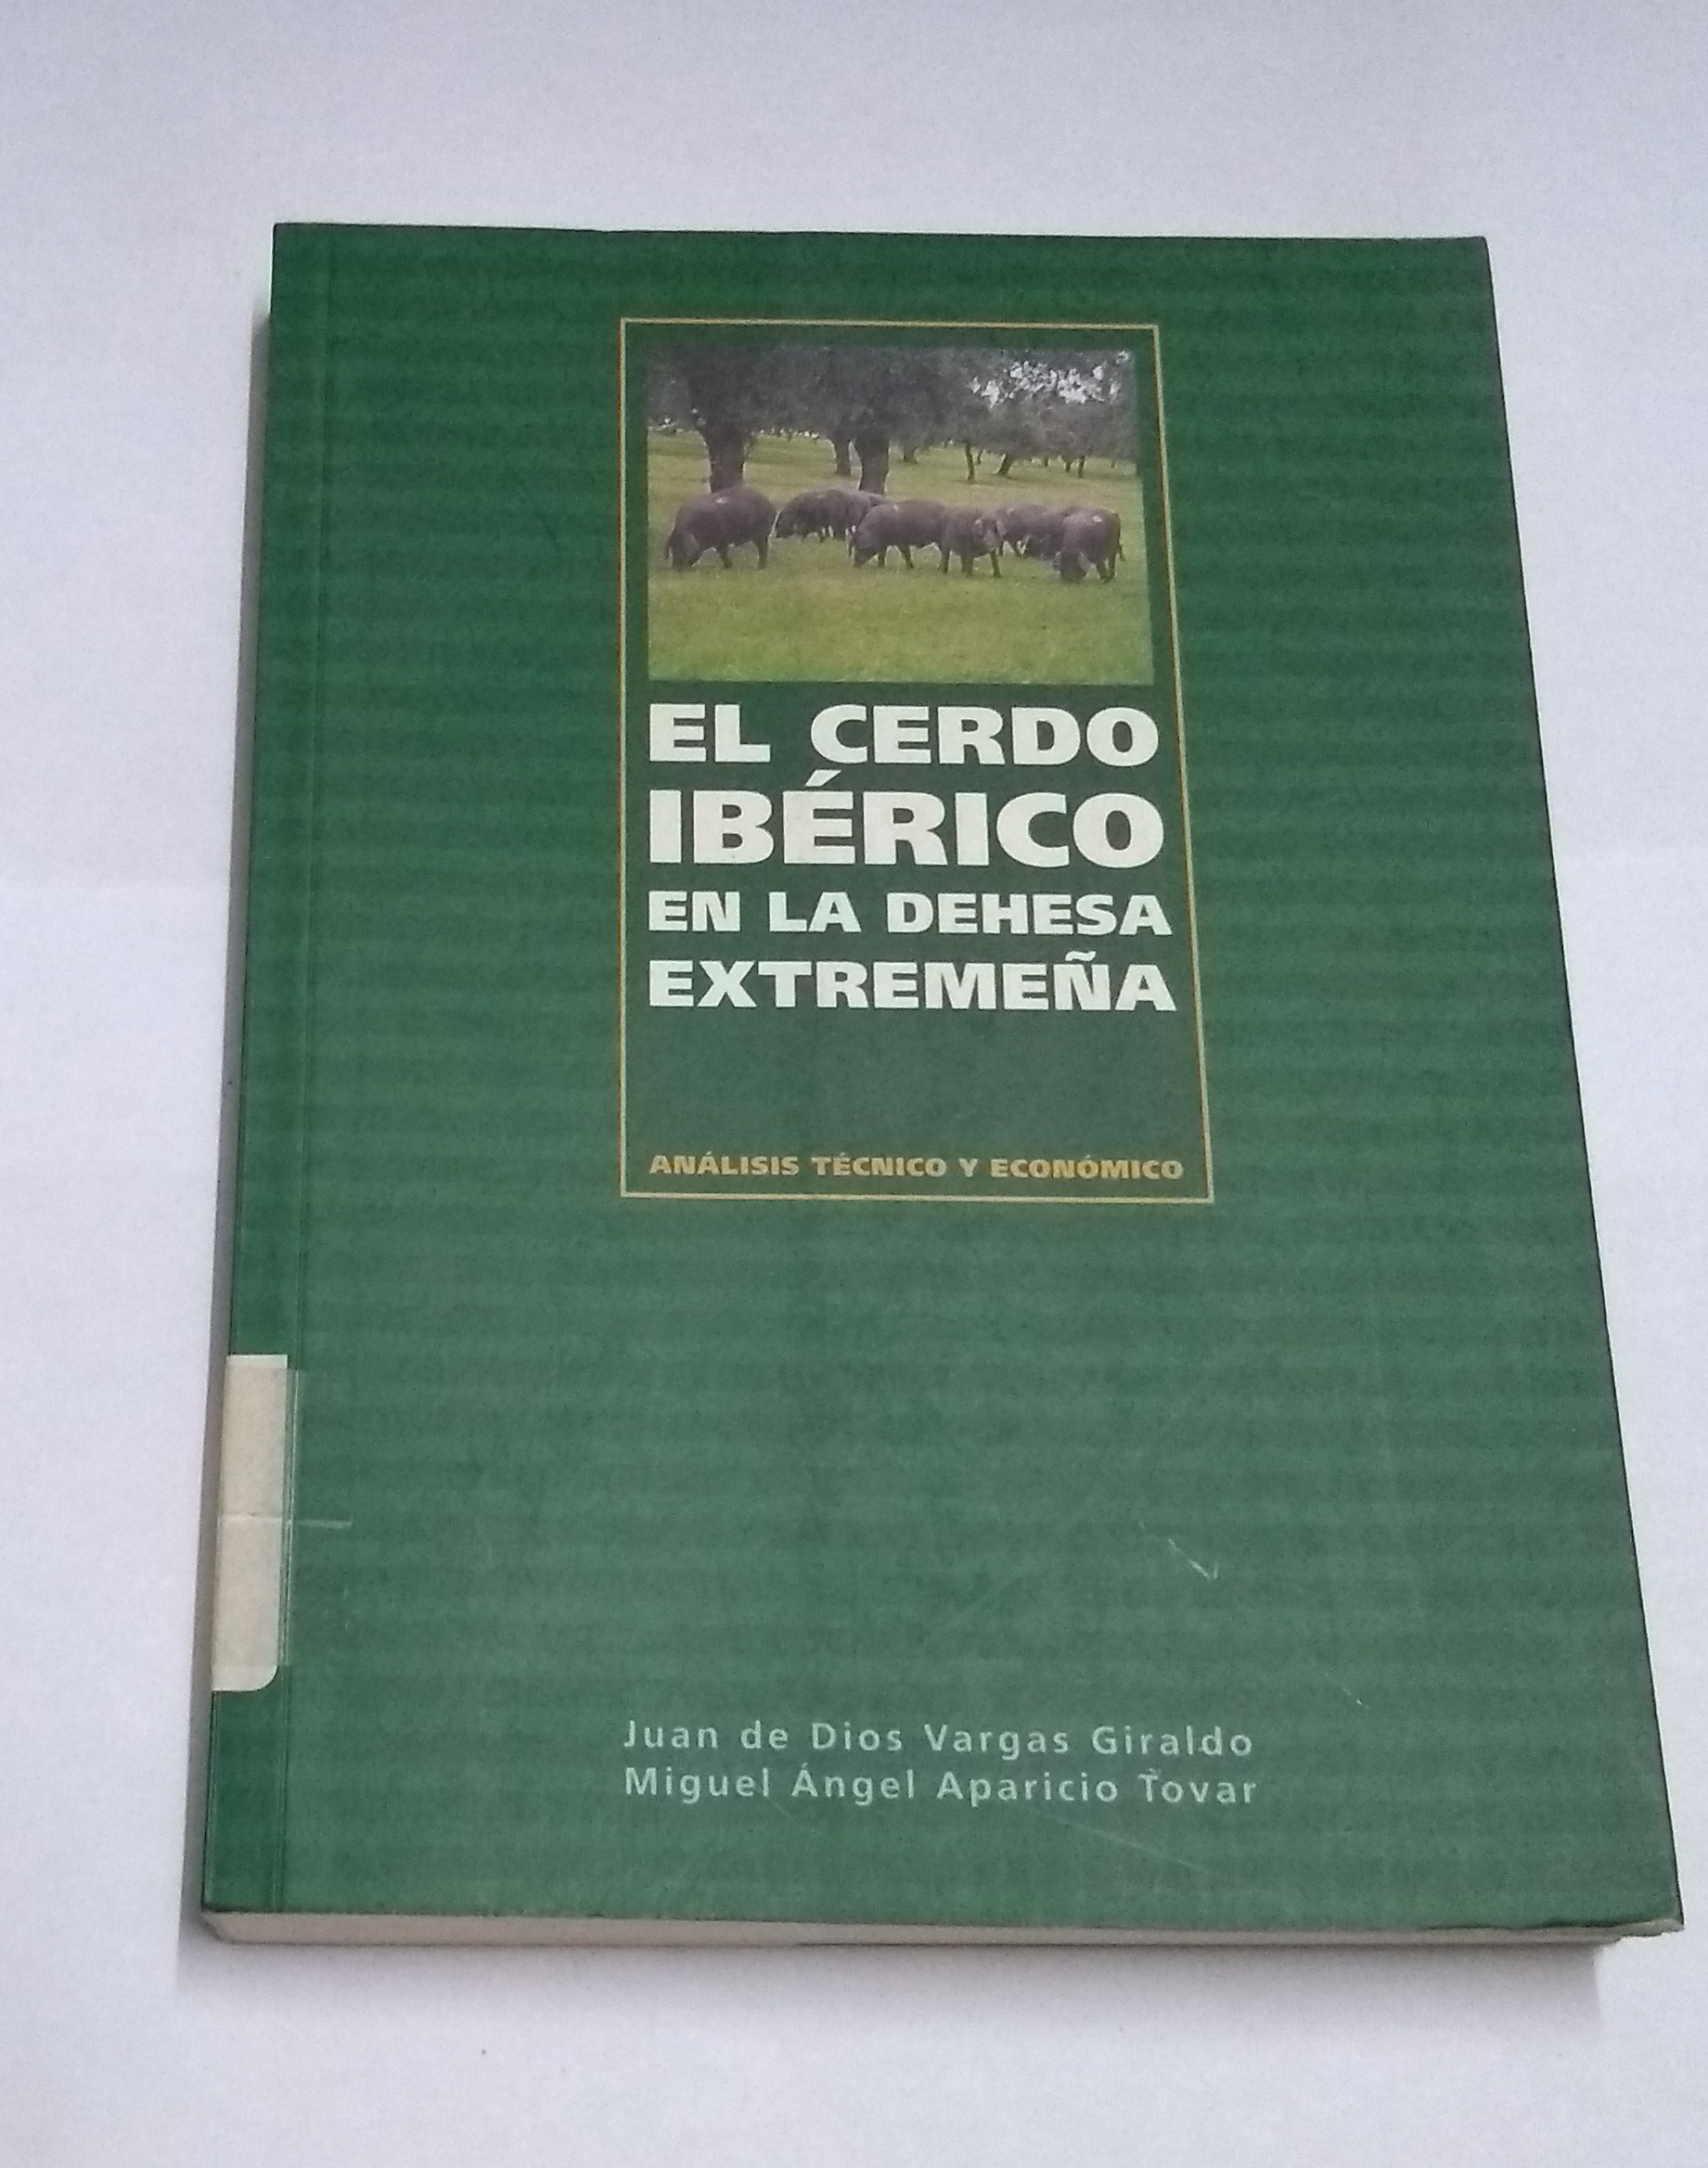 EL CERDO
IBÉRICO
EN LA DEHESA
EXTREMEÑA
ANÁLISIS TÉCNICO Y ECONÓMICO
Juan de Dios Vargas Giraldo
Miguel Ángel Aparicio Tovar